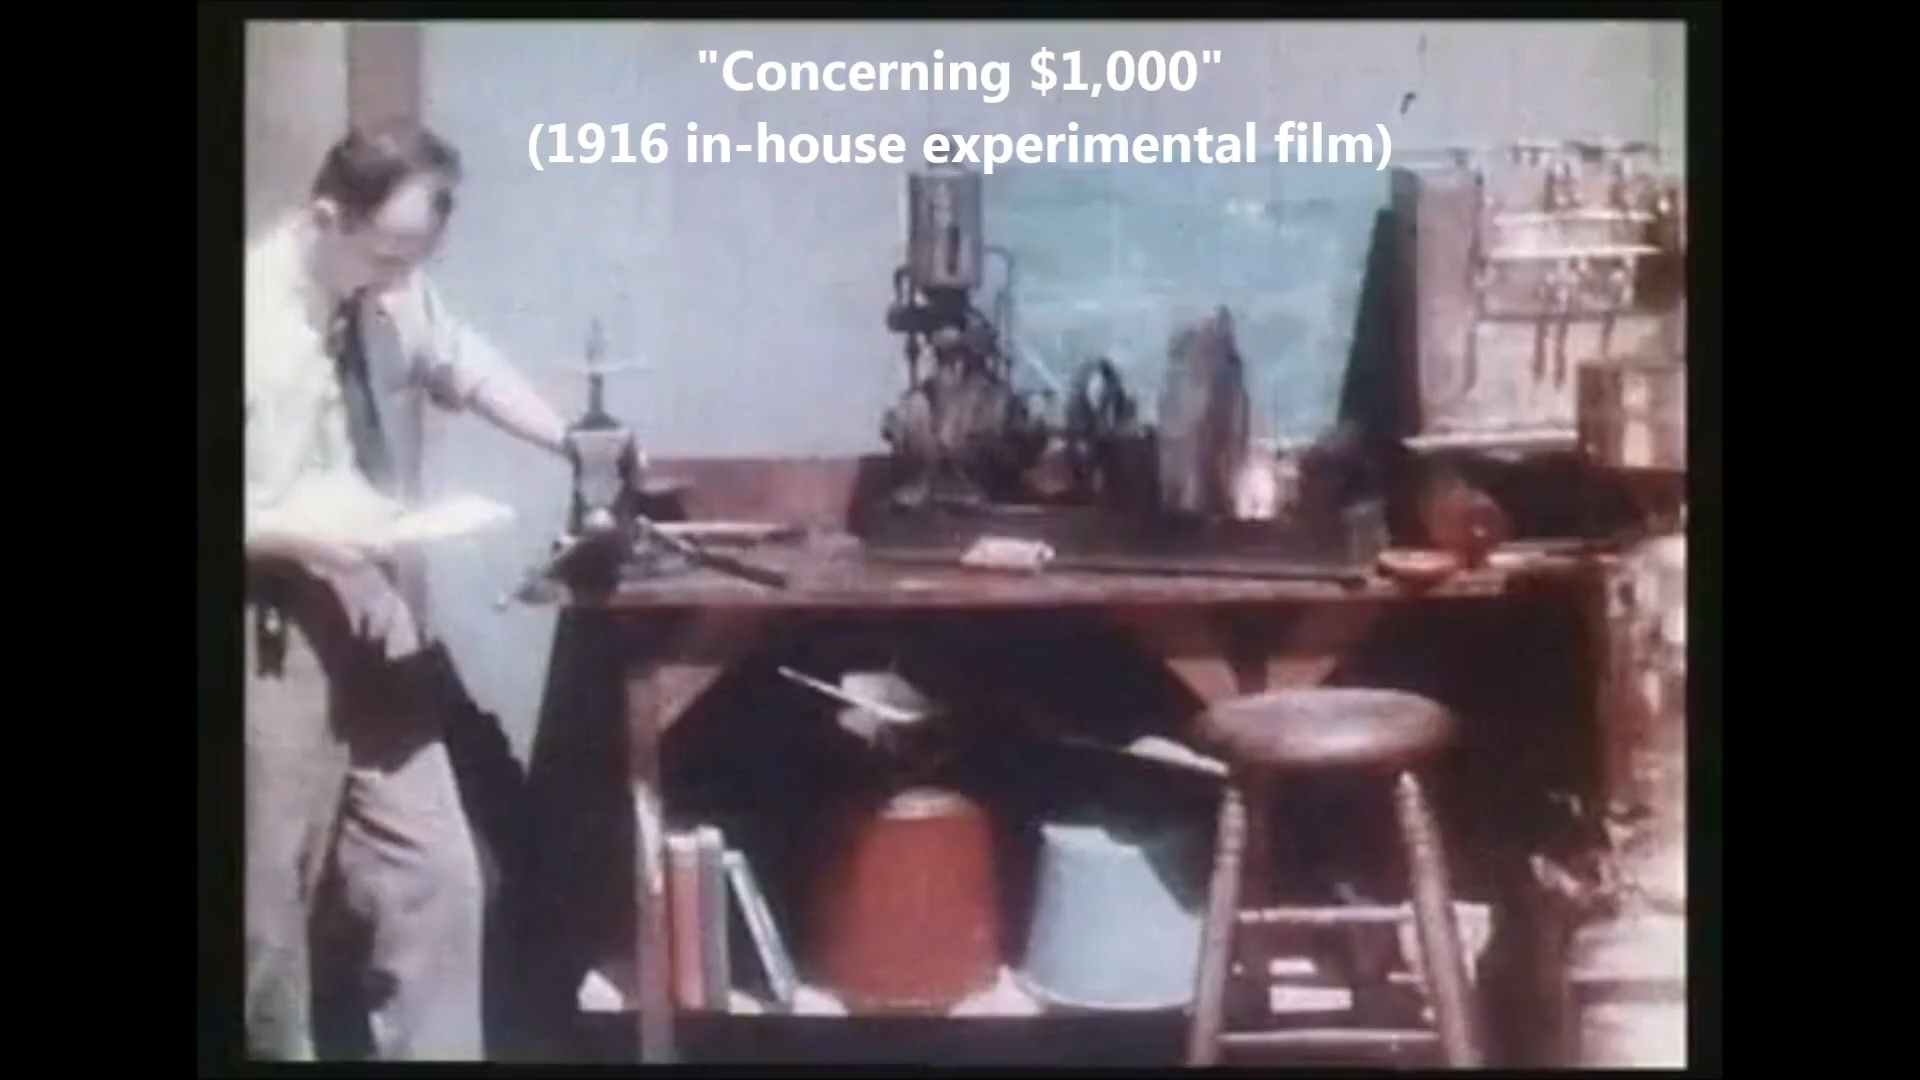 "Concerning $1,000"
(1916 in-house experimental film)